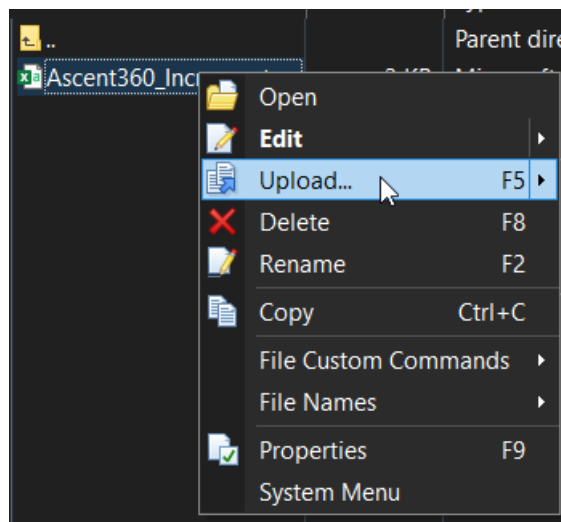 ..
Parent dire
Ascent360_Incr
Open
Edit
Upload... F5
Delete F8
Rename F2
Copy Ctrl+C
File Custom Commands
File Names
Properties F9
System Menu